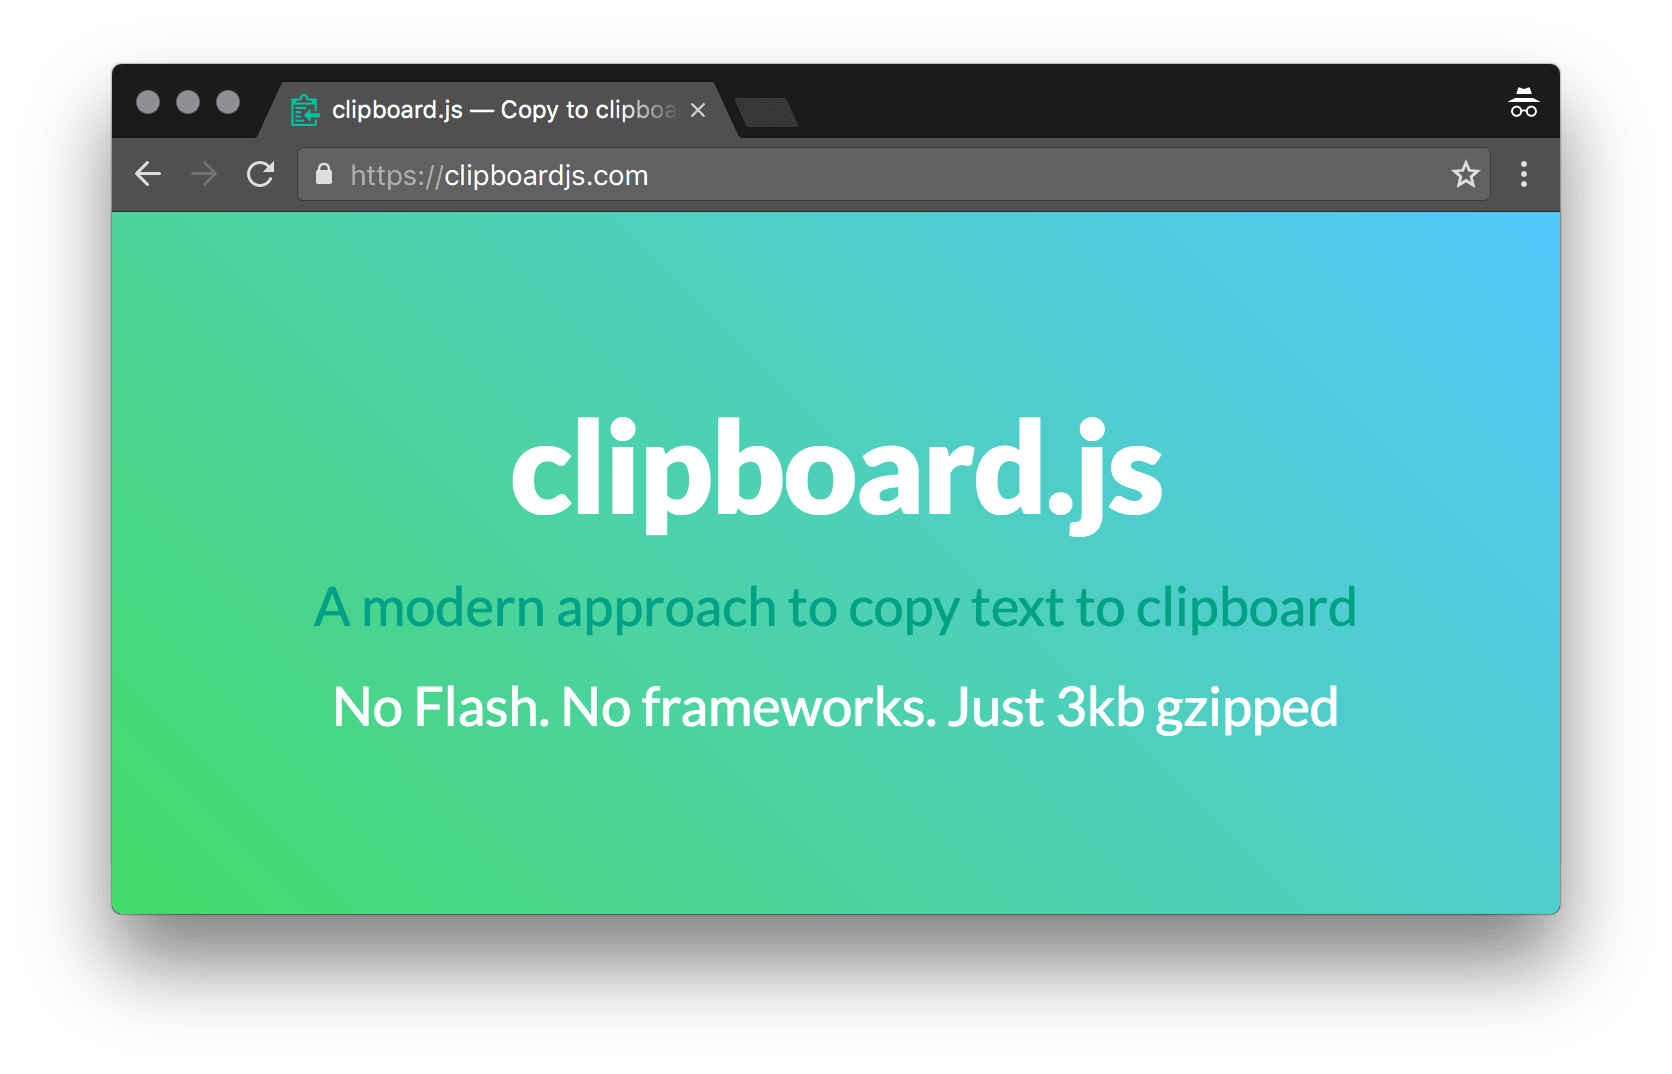 clipboard.js — Copy to clipboa
https://clipboardjs.com
clipboard.js
A modern approach to copy text to clipboard
No Flash. No frameworks. Just 3kb gzipped